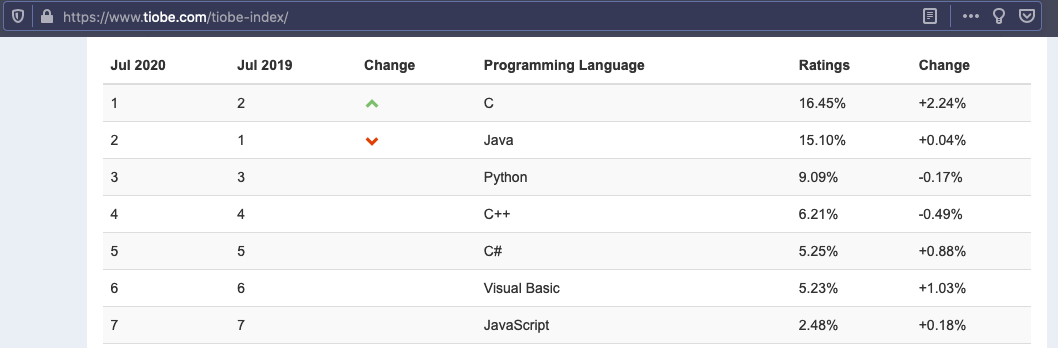 https://www.tiobe.com/tiobe-index/
Jul 2020 Jul 2019 Change Programming Language Ratings Change
1 2 C 16.45% +2.24%
2 1 Java 15.10% +0.04%
3 3 Python 9.09% -0.17%
4 4 C++ 6.21% -0.49%
5 5 C# 5.25% +0.88%
6 6 Visual Basic 5.23% +1.03%
7 7 JavaScript 2.48% +0.18%